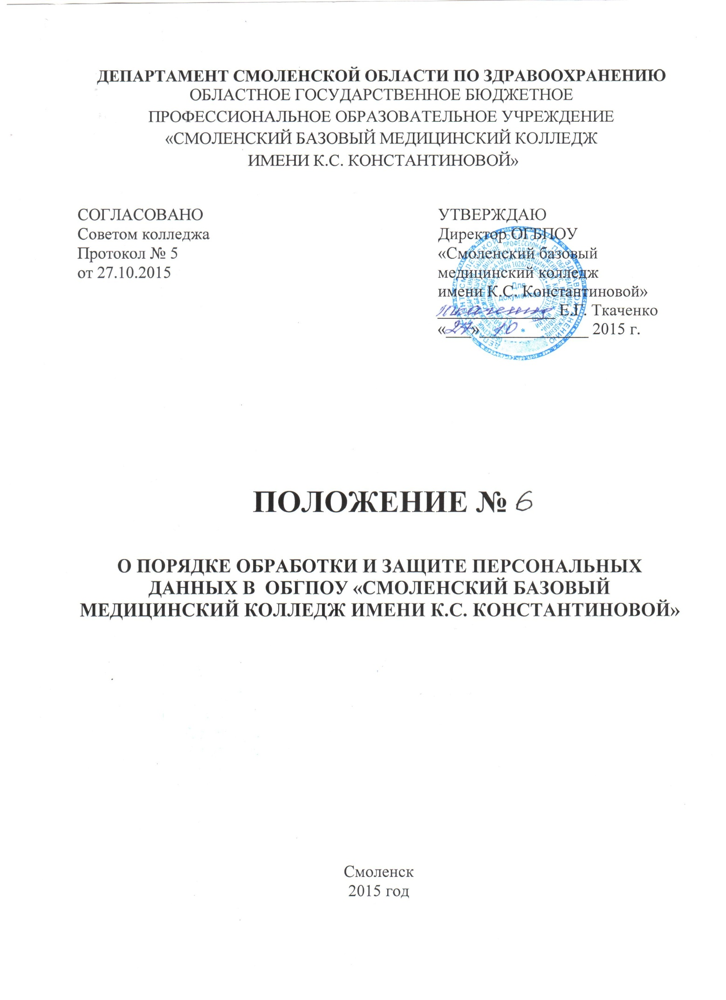 ДЕПАРТАМЕНТ СМОЛЕНСКОЙ ОБЛАСТИ ПО ЗДРАВООХРАНЕНИЮ
ОБЛАСТНОЕ ГОСУДАРСТВЕННОЕ БЮДЖЕТНОЕ
ПРОФЕССИОНАЛЬНОЕ ОБРАЗОВАТЕЛЬНОЕ УЧРЕЖДЕНИЕ
«СМОЛЕНСКИЙ БАЗОВЫЙ МЕДИЦИНСКИЙ КОЛЛЕДЖ
ИМЕНИ К.С. КОНСТАНТИНОВОЙ»
СОГЛАСОВАНО
Советом колледжа
Протокол № 5
от 27.10.2015
УТВЕРЖДАЮ
Директор ОГБПОУ
«Смоленский базовый
медицинский колледж
имени К.С. Константиновой»
Ткаченко Е.Г. Ткаченко
«27» 10 2015 г.
Для
документов
ПОЛОЖЕНИЕ № 6
О ПОРЯДКЕ ОБРАБОТКИ И ЗАЩИТЕ ПЕРСОНАЛЬНЫХ
ДАННЫХ В ОБГПОУ «СМОЛЕНСКИЙ БАЗОВЫЙ
МЕДИЦИНСКИЙ КОЛЛЕДЖ ИМЕНИ К.С. КОНСТАНТИНОВОЙ»
Смоленск
2015 год